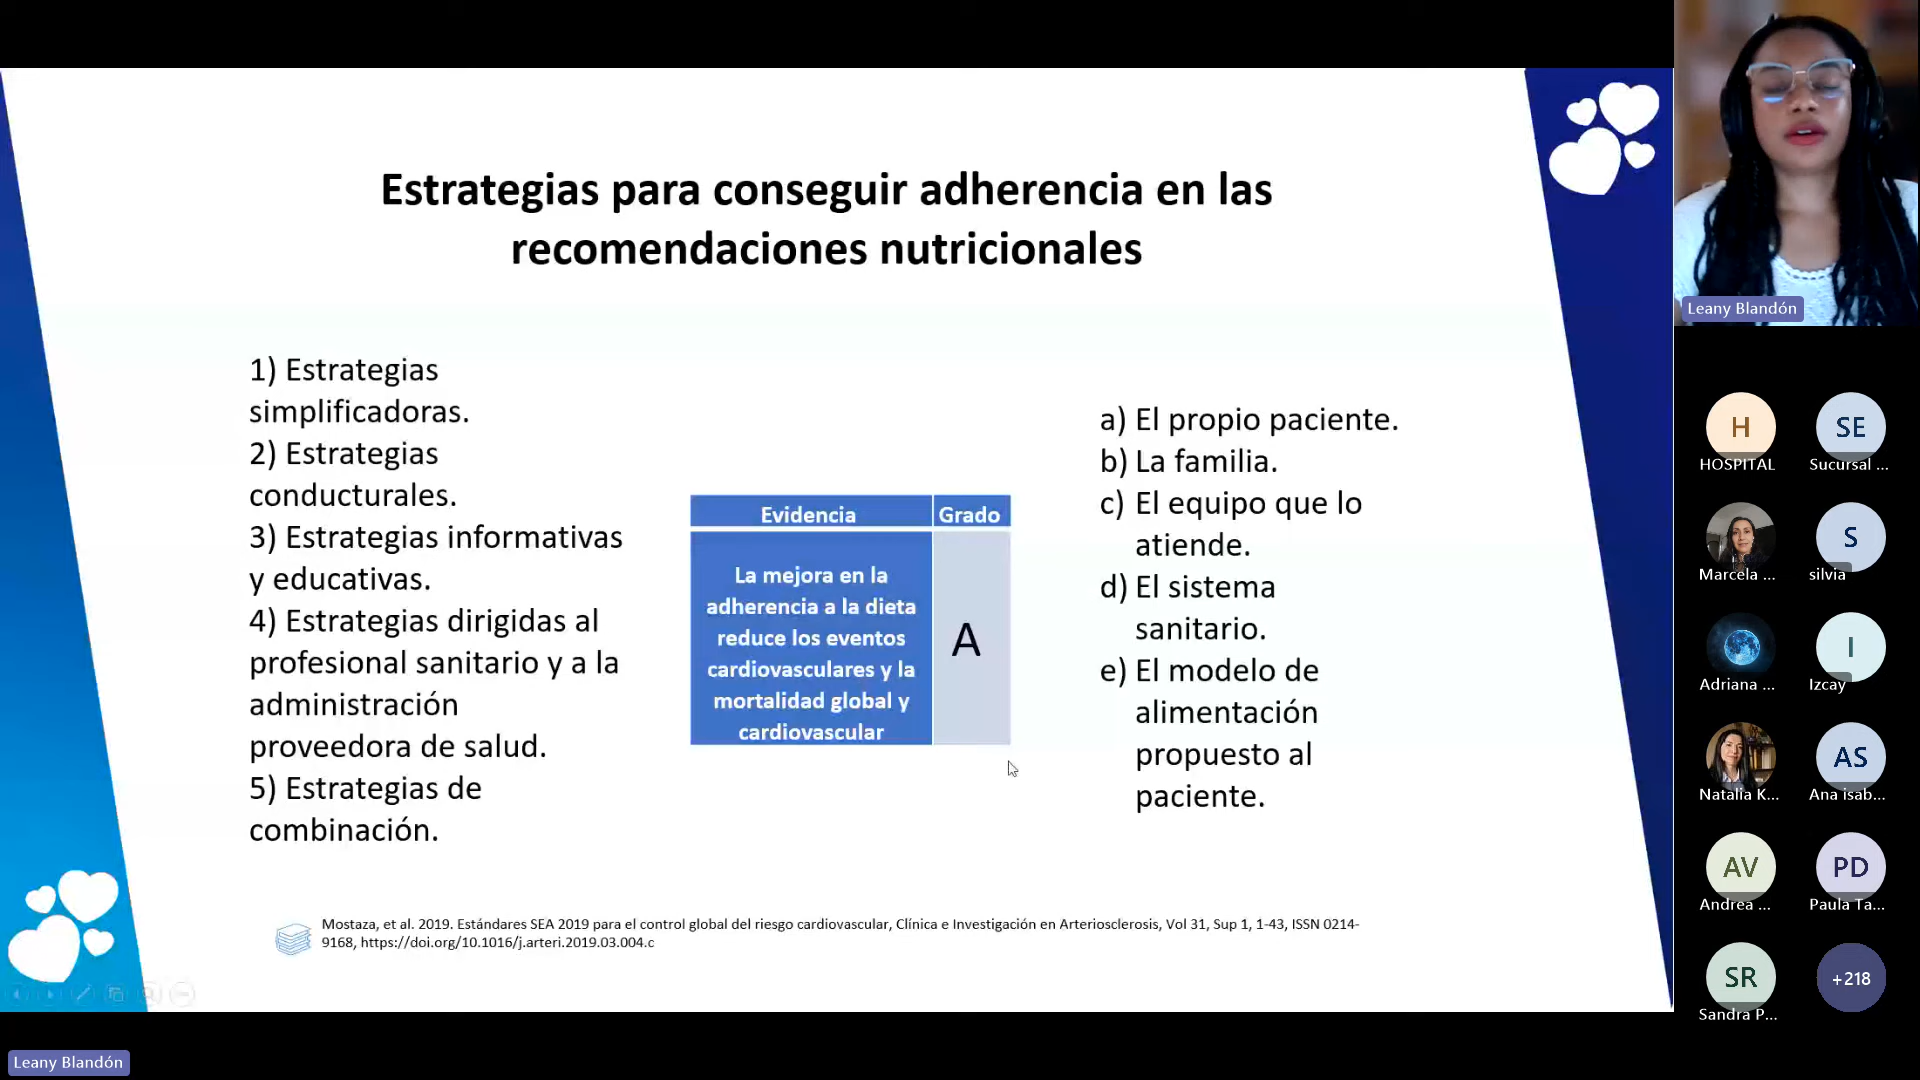 Estrategias para conseguir adherencia en las
recomendaciones nutricionales
1) Estrategias
simplificadoras.
2) Estrategias
conducturales.
3) Estrategias informativas
y educativas.
4) Estrategias dirigidas al
profesional sanitario y a la
administración
proveedora de salud.
5) Estrategias de
combinación.
Evidencia Grado
La mejora en la
adherencia a la dieta
reduce los eventos
cardiovasculares y la
mortalidad global y
cardiovascular
A
a) El propio paciente.
b) La familia.
c) El equipo que lo
atiende.
d) El sistema
sanitario.
e) El modelo de
alimentación
propuesto al
paciente.
Mostaza, et al. 2019. Estándares SEA 2019 para el control global del riesgo cardiovascular, Clínica e Investigación en Arteriosclerosis, Vol 31, Sup 1, 1-43, ISSN 0214-
9168, https://doi.org/10.1016/j.arteri.2019.03.004.c
Leany Blandón
Leany Blandón
H
HOSPITAL
SE
Sucursal ...
Marcela ...
S
silvia
Adriana ...
I
Izcay
Natalia K...
AS
Ana isab...
AV
Andrea ...
PD
Paula Ta...
SR
Sandra P...
+218